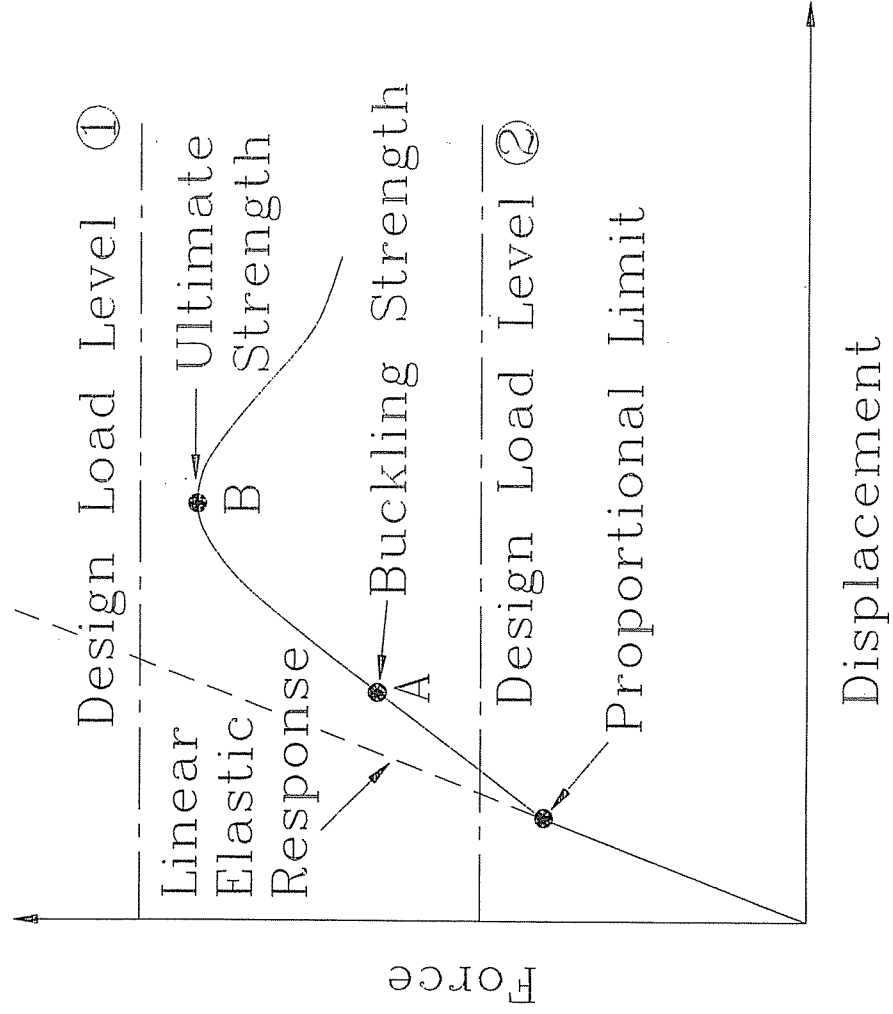 Design Load Level ①
Ultimate
Strength
B
Linear
Elastic
Response
Buckling Strength
A
Design Load Level ②
Proportional Limit
Force
Displacement